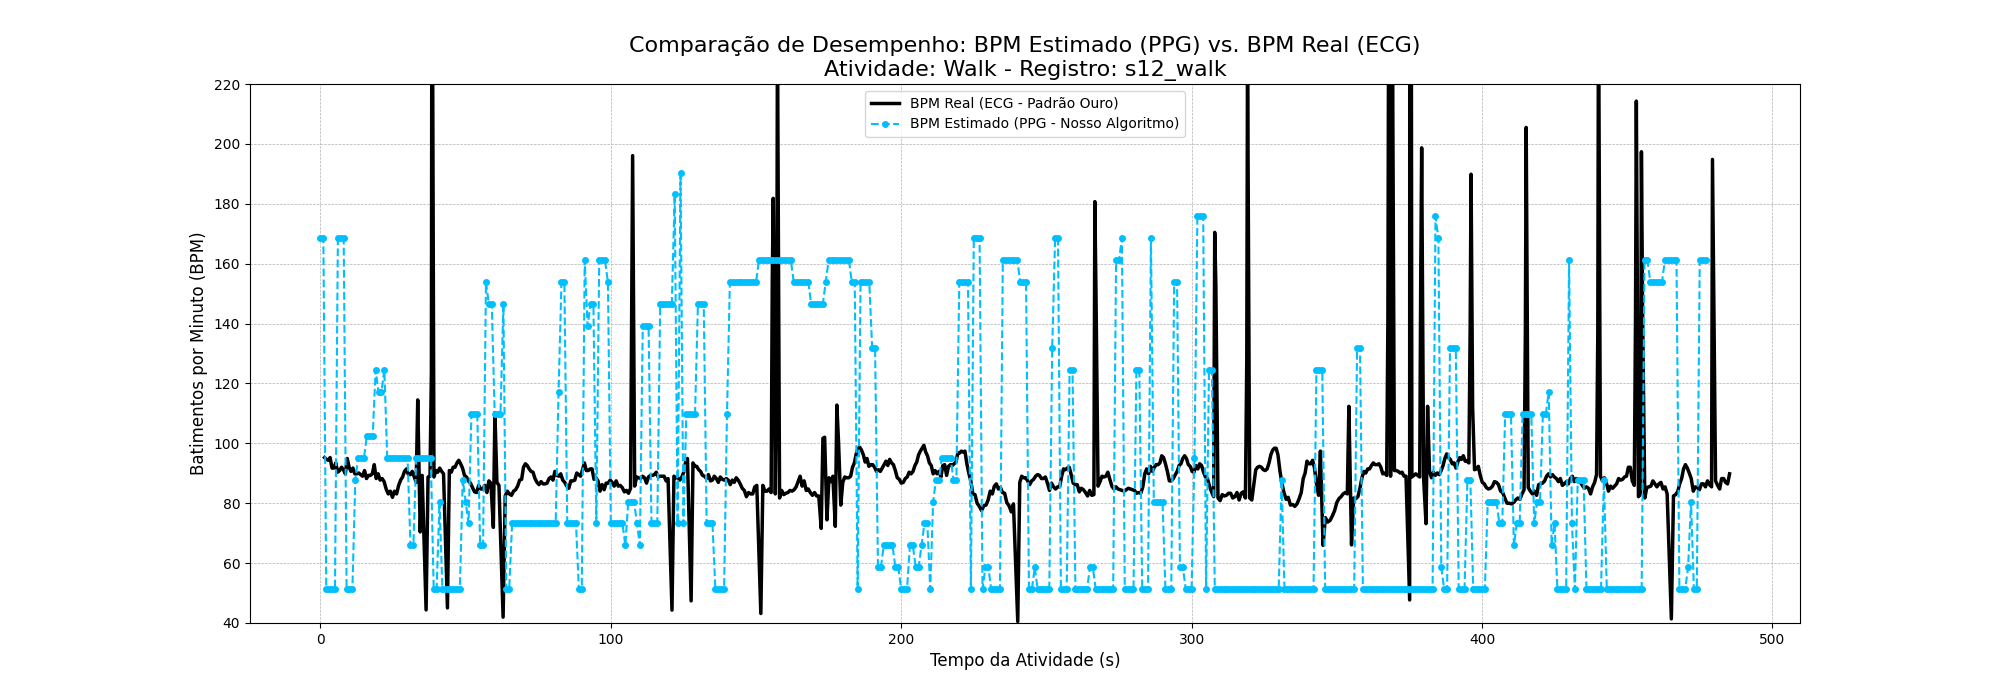 Comparação de Desempenho: BPM Estimado (PPG) vs. BPM Real (ECG)
Atividade: Walk - Registro: s12_walk
BPM Real (ECG - Padrão Ouro)
BPM Estimado (PPG - Nosso Algoritmo)
Batimentos por Minuto (BPM)
220
200
180
160
140
120
100
80
60
40
0 100 200 300 400 500
Tempo da Atividade (s)